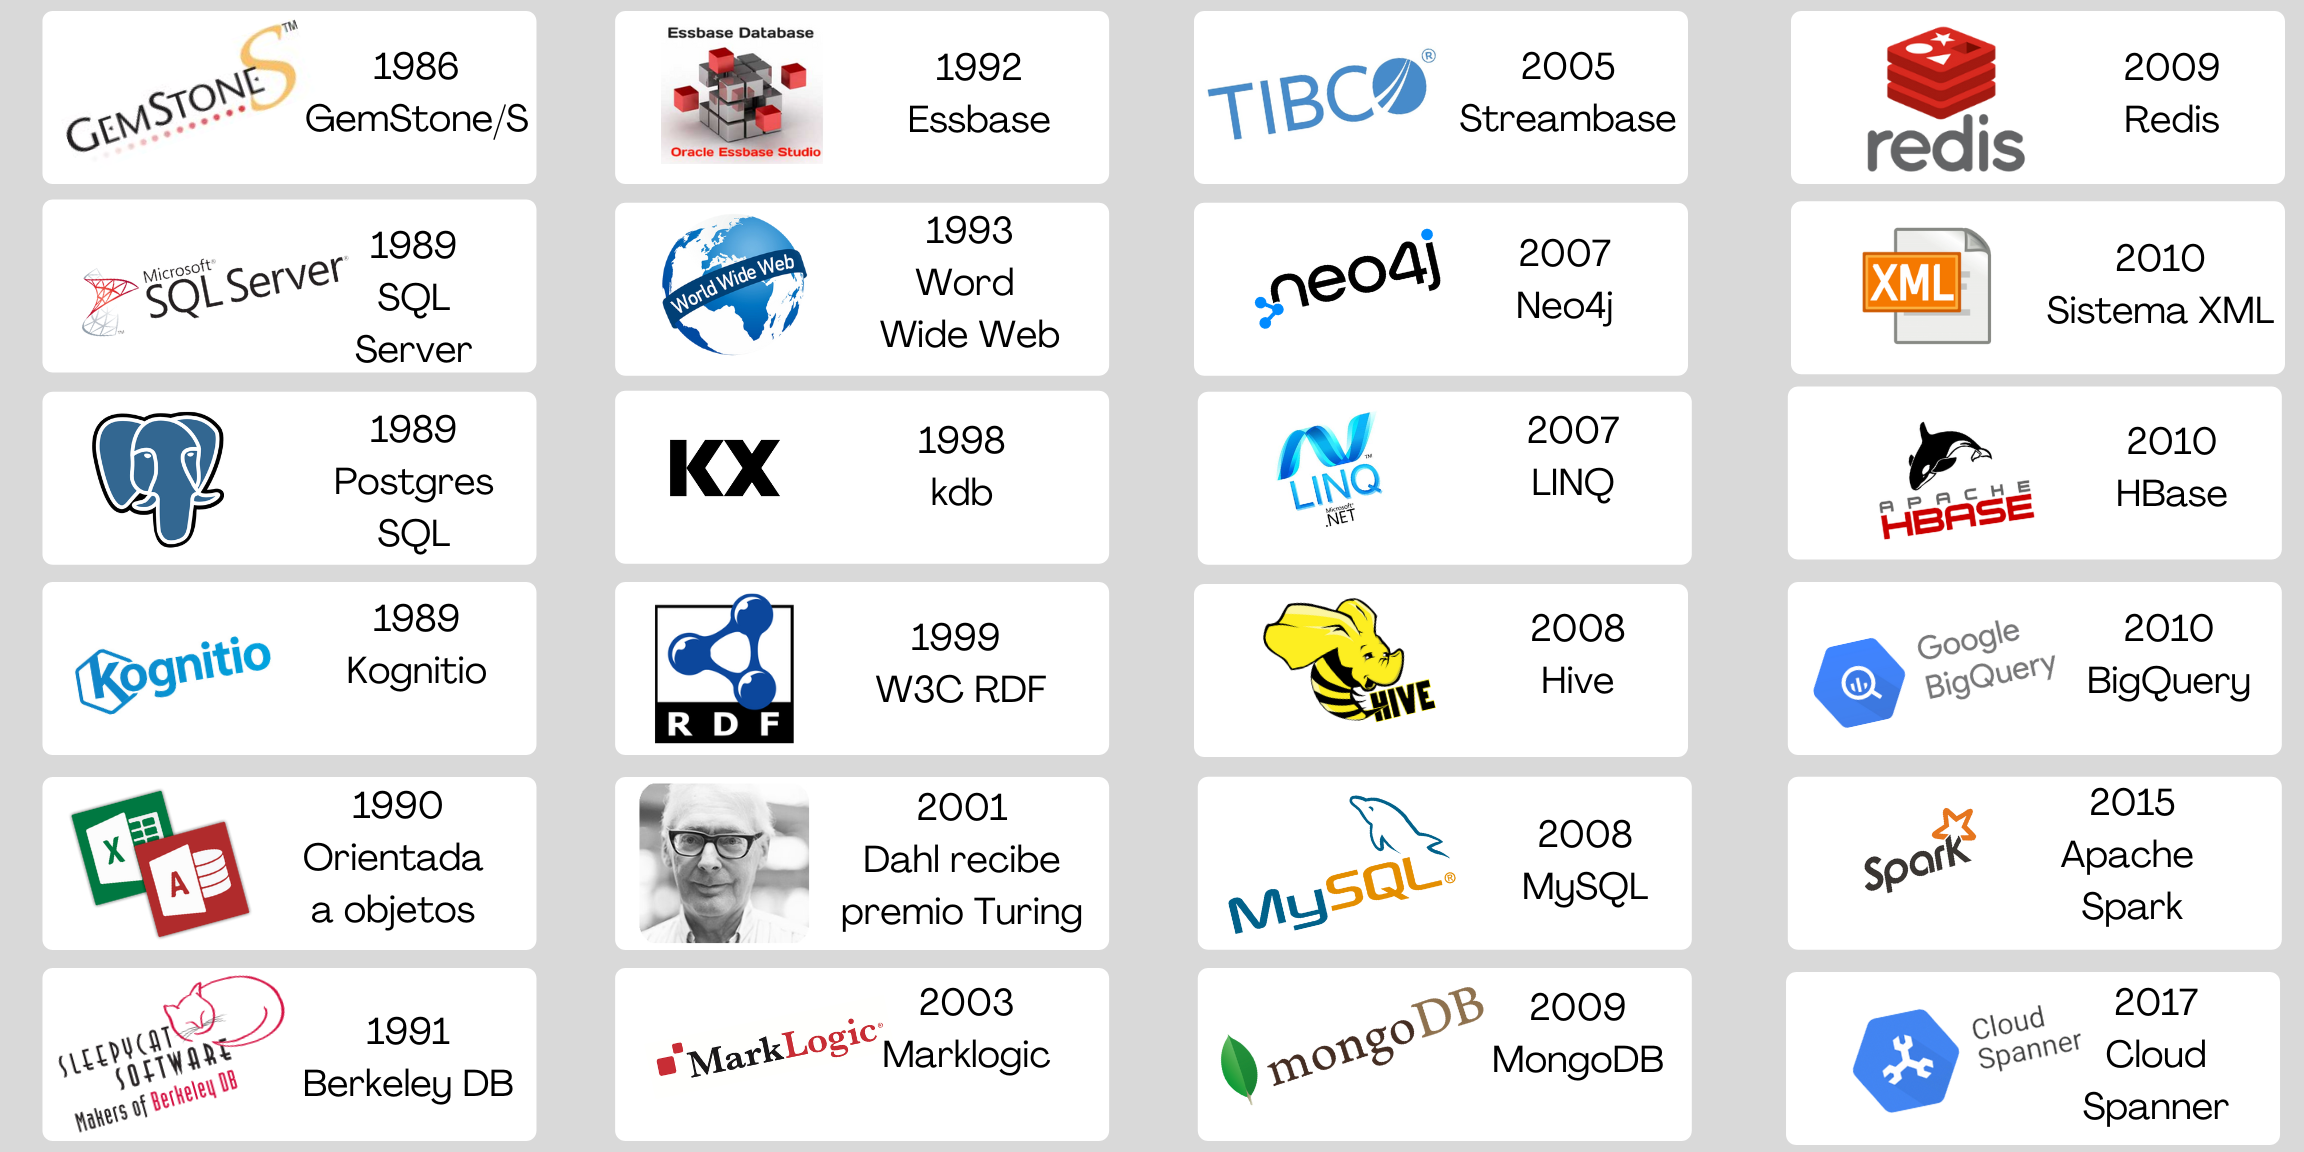 GEMSTONE S™
1986
GemStone/S
Microsoft®
SQL Server®
1989
SQL
Server
1989
Postgres
SQL
kognitio
1989
Kognitio
X
A
1990
Orientada
a objetos
SLEEPYCAT
SOFTWARE
Makers of Berkeley DB
1991
Berkeley DB
Essbase Database
Oracle Essbase Studio
1992
Essbase
World Wide Web
1993
Word
Wide Web
KX
1998
kdb
RDF
1999
W3C RDF
2001
Dahl recibe
premio Turing
MarkLogic®
2003
Marklogic
TIBCO®
2005
Streambase
neo4j
2007
Neo4j
LINQ™
Microsoft®
.NET
2007
LINQ
HIVE
2008
Hive
MySQL®
2008
MySQL
mongoDB
2009
MongoDB
redis
2009
Redis
XML
2010
Sistema XML
APACHE
HBASE
2010
HBase
Google
BigQuery
2010
BigQuery
Spark
2015
Apache
Spark
Cloud
Spanner
2017
Cloud
Spanner